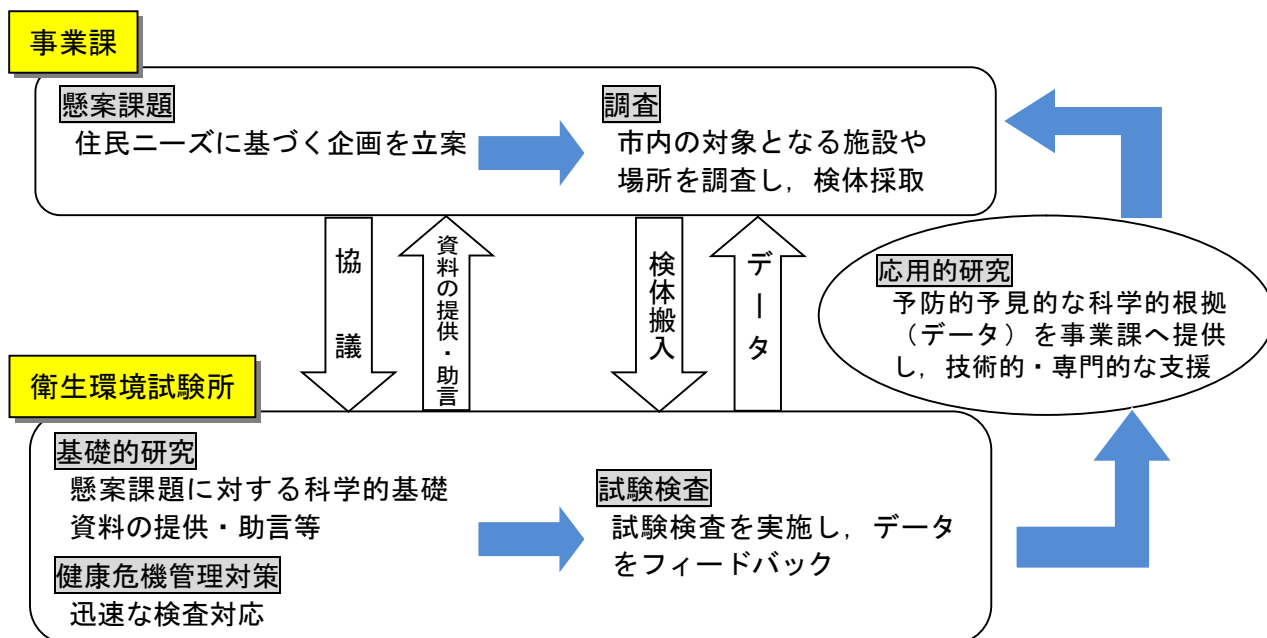 事業課
懸案課題
住民ニーズに基づく企画を立案
調査
市内の対象となる施設や
場所を調査し，検体採取
協議
資料の提供・助言
検体搬入
データ
応用的研究
予防的予見的な科学的根拠
（データ）を事業課へ提供
し，技術的・専門的な支援
衛生環境試験所
基礎的研究
懸案課題に対する科学的基礎
資料の提供・助言等
健康危機管理対策
迅速な検査対応
試験検査
試験検査を実施し，データ
をフィードバック